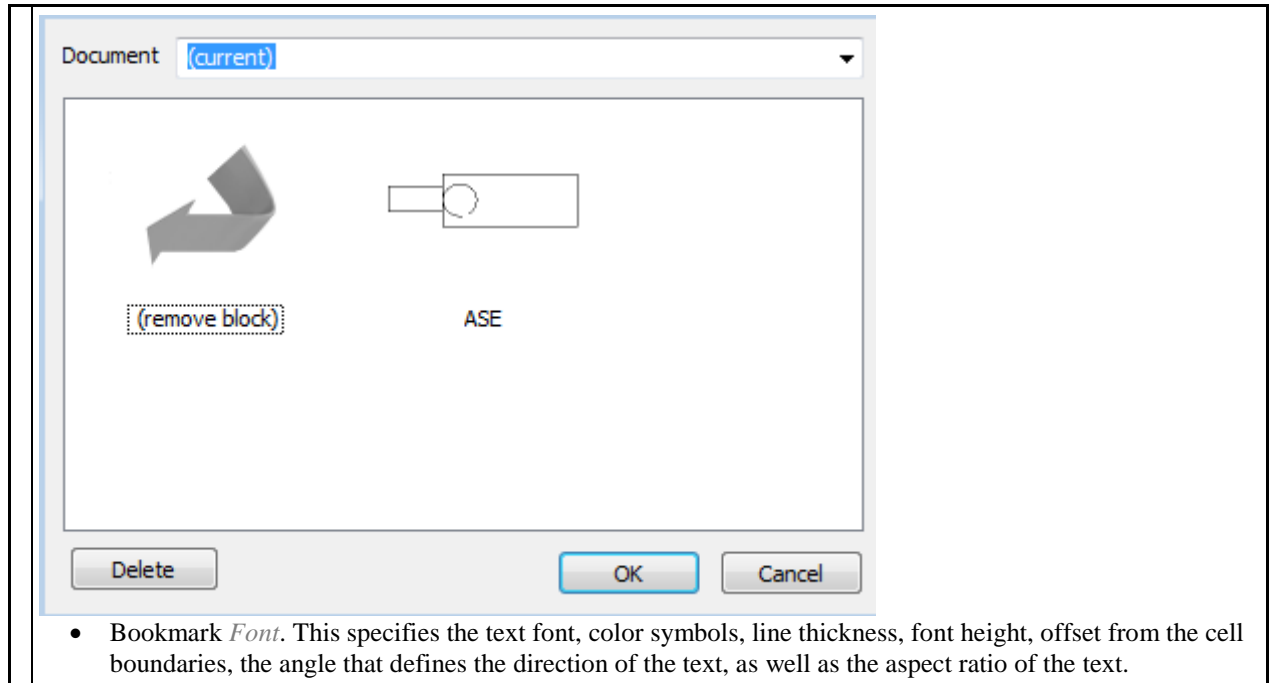 Document (current)
(remove block) ASE
Delete OK Cancel
• Bookmark Font. This specifies the text font, color symbols, line thickness, font height, offset from the cell
boundaries, the angle that defines the direction of the text, as well as the aspect ratio of the text.